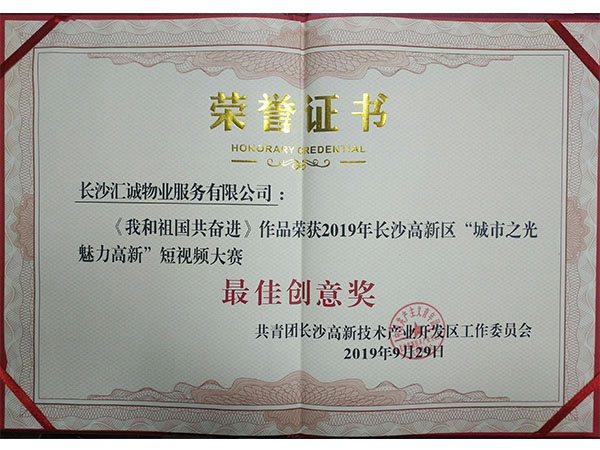 荣誉证书
HONORARY CREDENTIAL
长沙汇诚物业服务有限公司：
《我和祖国共奋进》作品荣获2019年长沙高新区“城市之光
魅力高新”短视频大赛
最佳创意奖
共青团长沙高新技术产业开发区工作委员会
2019年9月29日